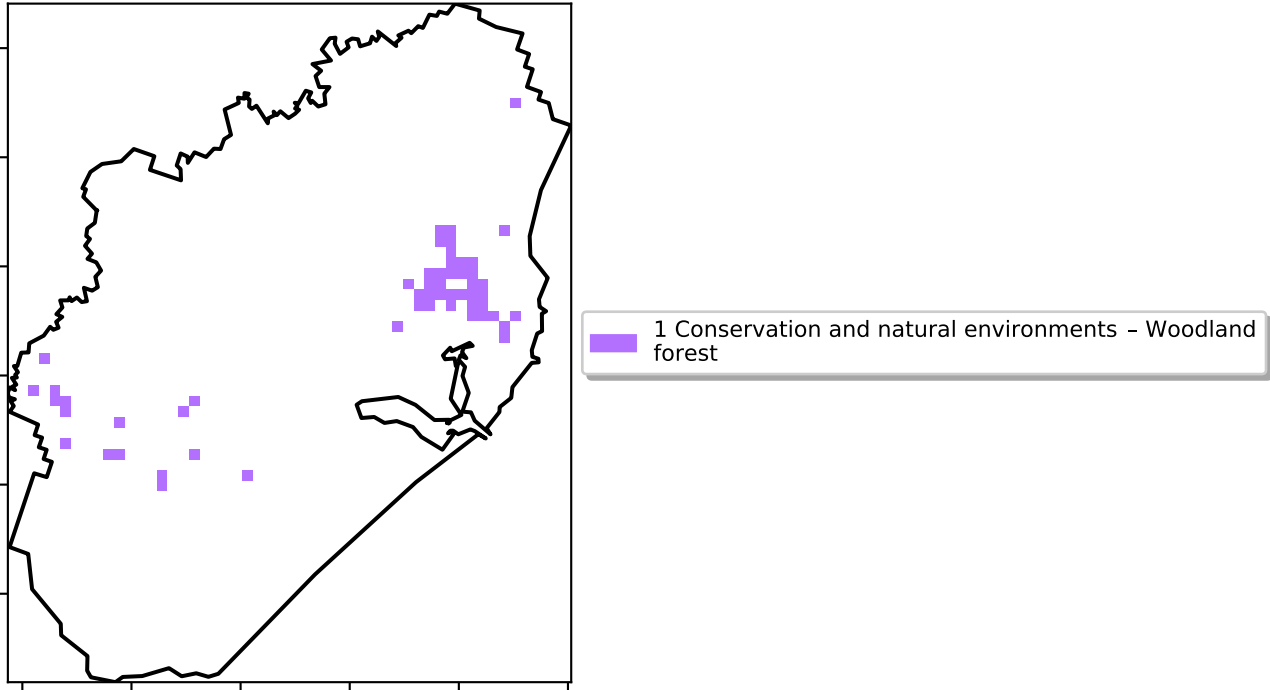 1 Conservation and natural environments – Woodland
forest